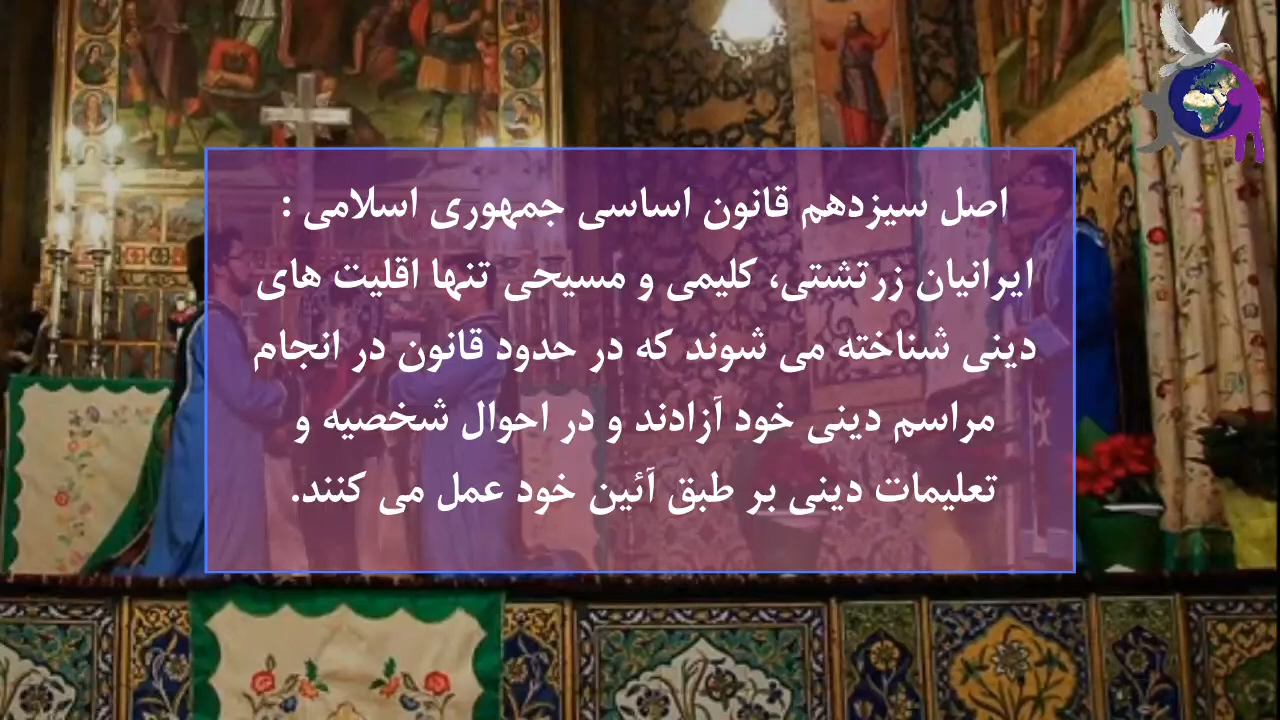 اصل سیزدهم قانون اساسی جمهوری اسلامی :
ایرانیان زرتشتی، کلیمی و مسیحی تنها اقلیت های
دینی شناخته می شوند که در حدود قانون در انجام
مراسم دینی خود آزادند و در احوال شخصیه و
تعلیمات دینی بر طبق آئین خود عمل می کنند.